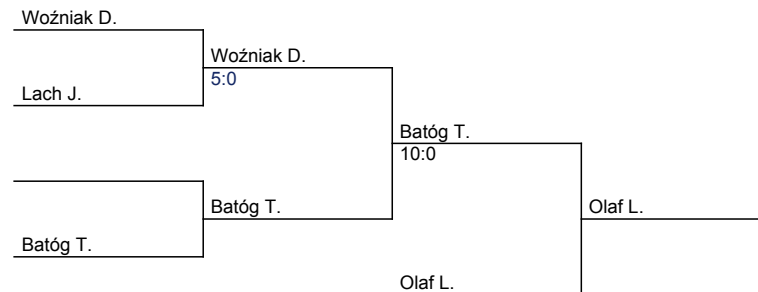 Woźniak D.
Woźniak D.
5:0
Lach J.
Batóg T.
10:0
Batóg T.
Olaf L.
Batóg T.
Olaf L.